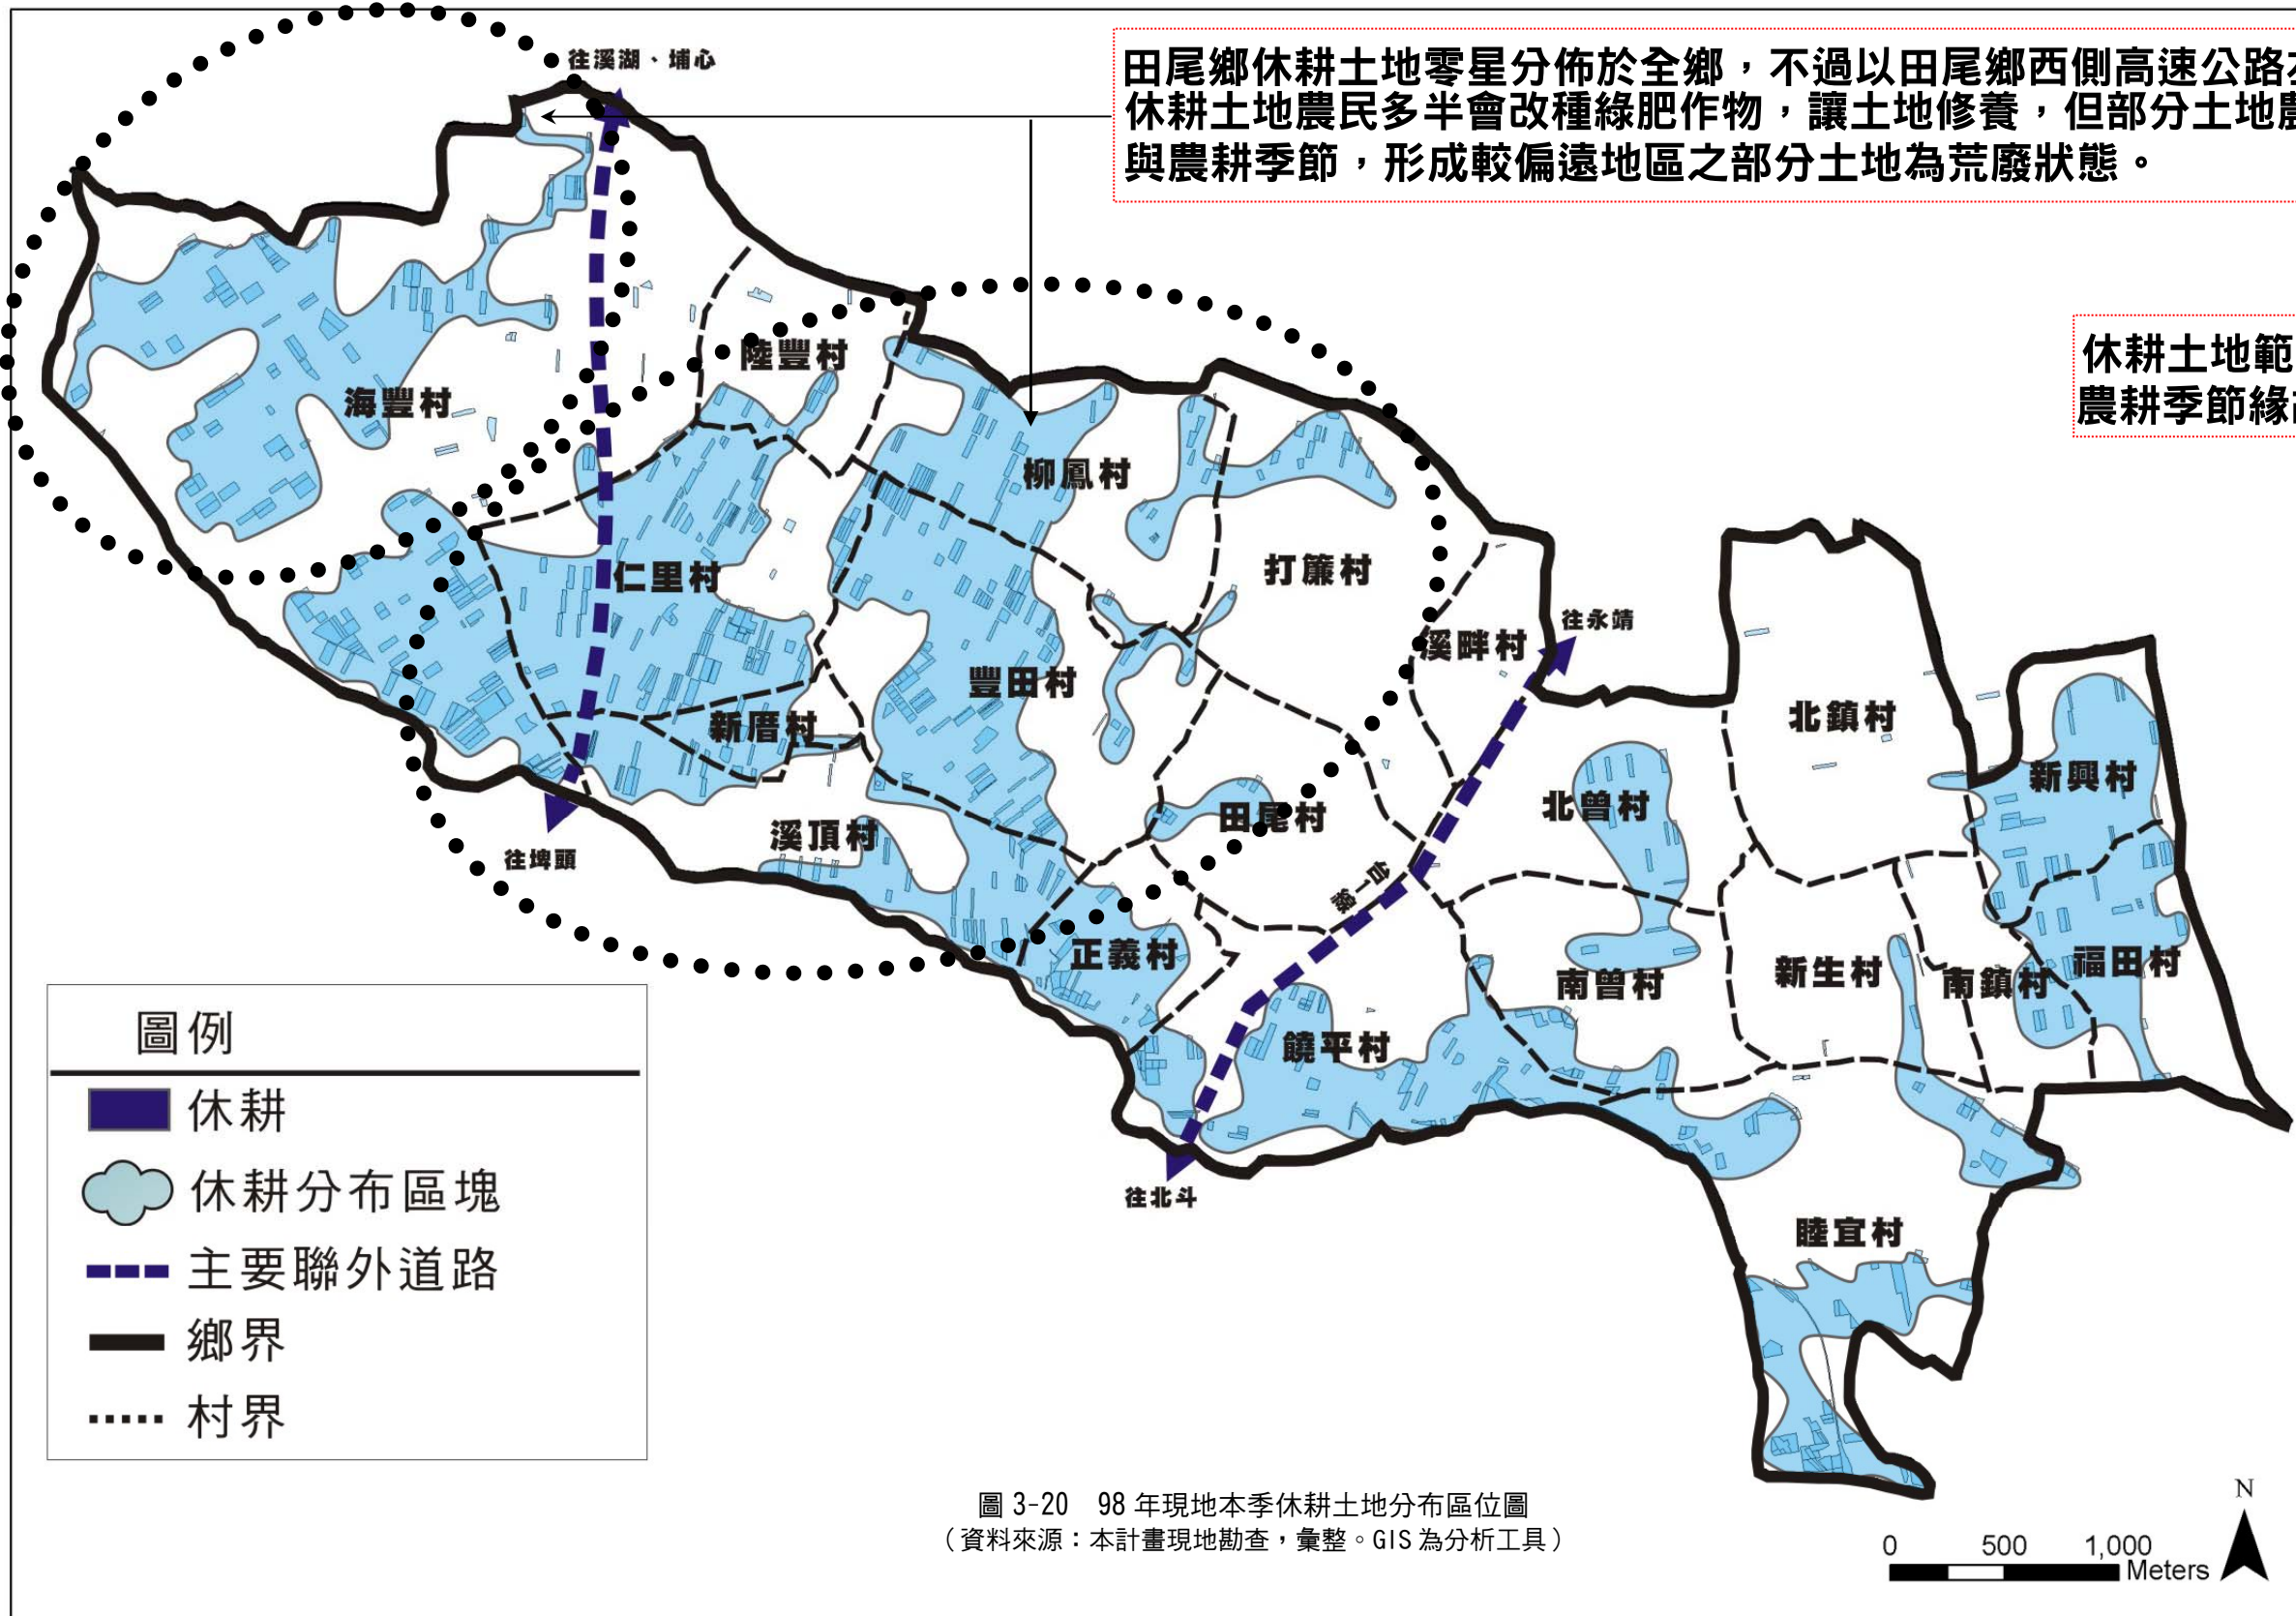 往溪湖、埔心
田尾鄉休耕土地零星分佈於全鄉，不過以田尾鄉西側高速公路
休耕土地農民多半會改種綠肥作物，讓土地修養，但部分土地
與農耕季節，形成較偏遠地區之部分土地為荒廢狀態。
休耕土地範
農耕季節緣
陸豐村
海豐村
柳鳳村
打簾村
仁里村
溪畔村
往永靖
豐田村
新厝村
北鎮村
新興村
北曾村
田尾村
溪頂村
往埤頭
台一線
正義村
南曾村
新生村
南鎮村
福田村
饒平村
往北斗
睦宜村
圖例
休耕
休耕分布區塊
主要聯外道路
鄉界
村界
圖 3-20 98 年現地本季休耕土地分布區位圖
（資料來源：本計畫現地勘查，彙整。GIS 為分析工具）
N
0 500 1,000
Meters